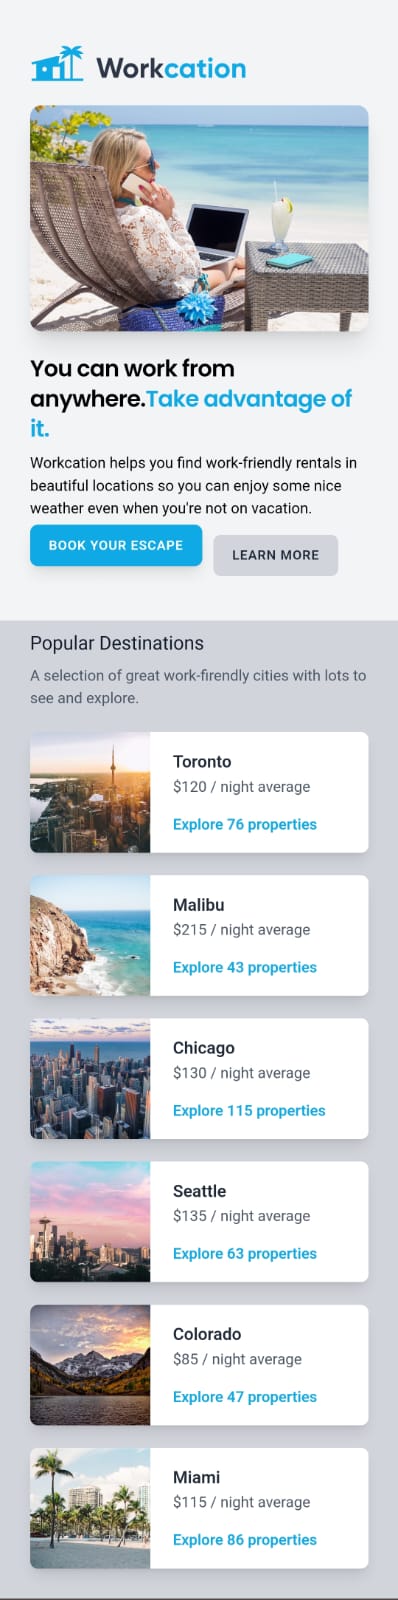 Workcation
You can work from
anywhere.Take advantage of
it.
Workcation helps you find work-friendly rentals in
beautiful locations so you can enjoy some nice
weather even when you're not on vacation.
BOOK YOUR ESCAPE
LEARN MORE
Popular Destinations
A selection of great work-firendly cities with lots to
see and explore.
Toronto
$120 / night average
Explore 76 properties
Malibu
$215 / night average
Explore 43 properties
Chicago
$130 / night average
Explore 115 properties
Seattle
$135 / night average
Explore 63 properties
Colorado
$85 / night average
Explore 47 properties
Miami
$115 / night average
Explore 86 properties